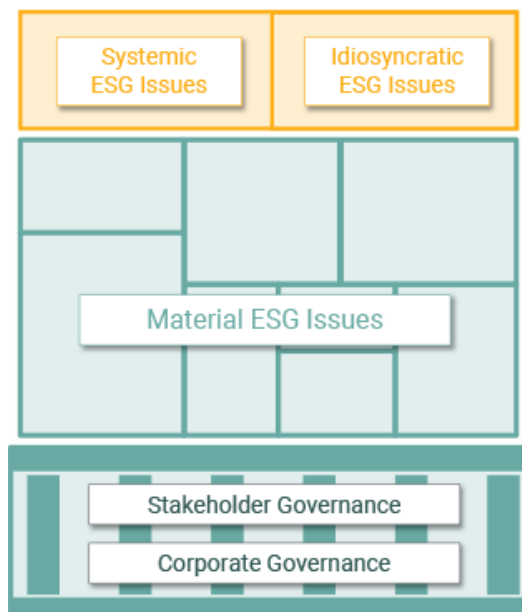 Systemic
ESG Issues
Idiosyncratic
ESG Issues
Material ESG Issues
Stakeholder Governance
Corporate Governance